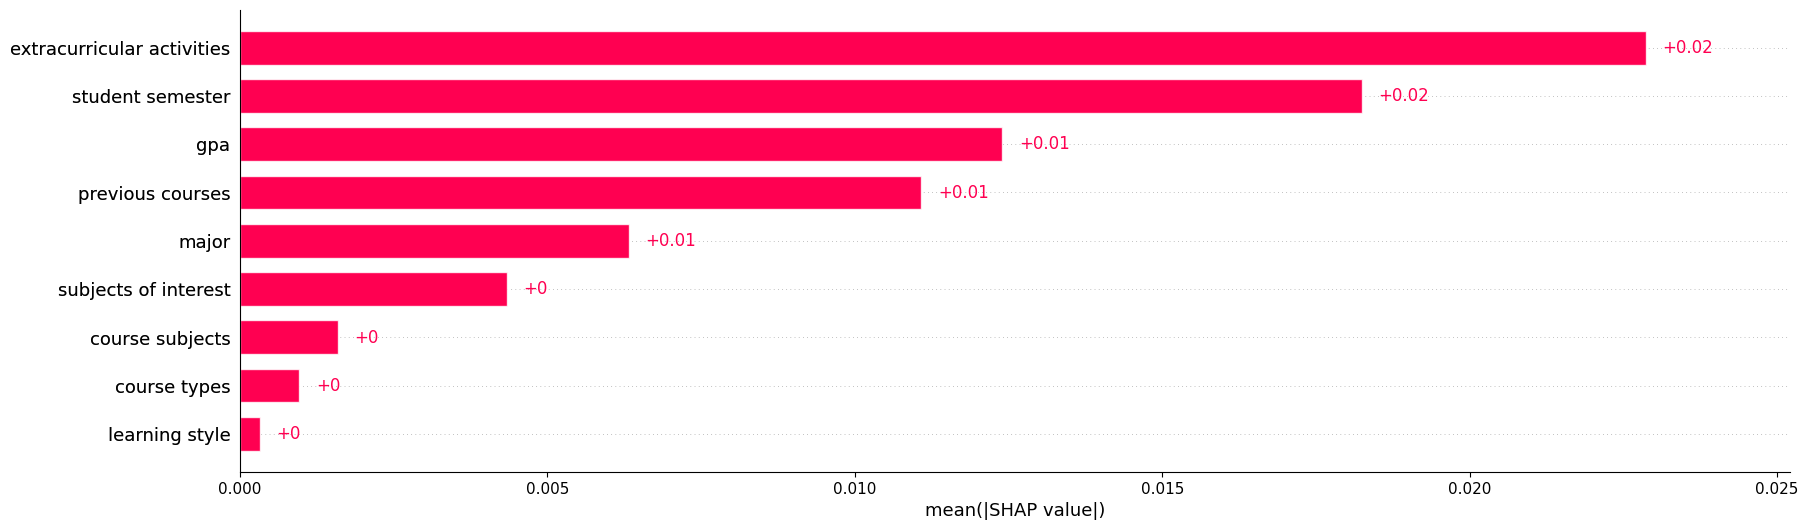 extracurricular activities +0.02
student semester +0.02
gpa +0.01
previous courses +0.01
major +0.01
subjects of interest +0
course subjects +0
course types +0
learning style +0
0.000 0.005 0.010 0.015 0.020 0.025
mean(|SHAP value|)